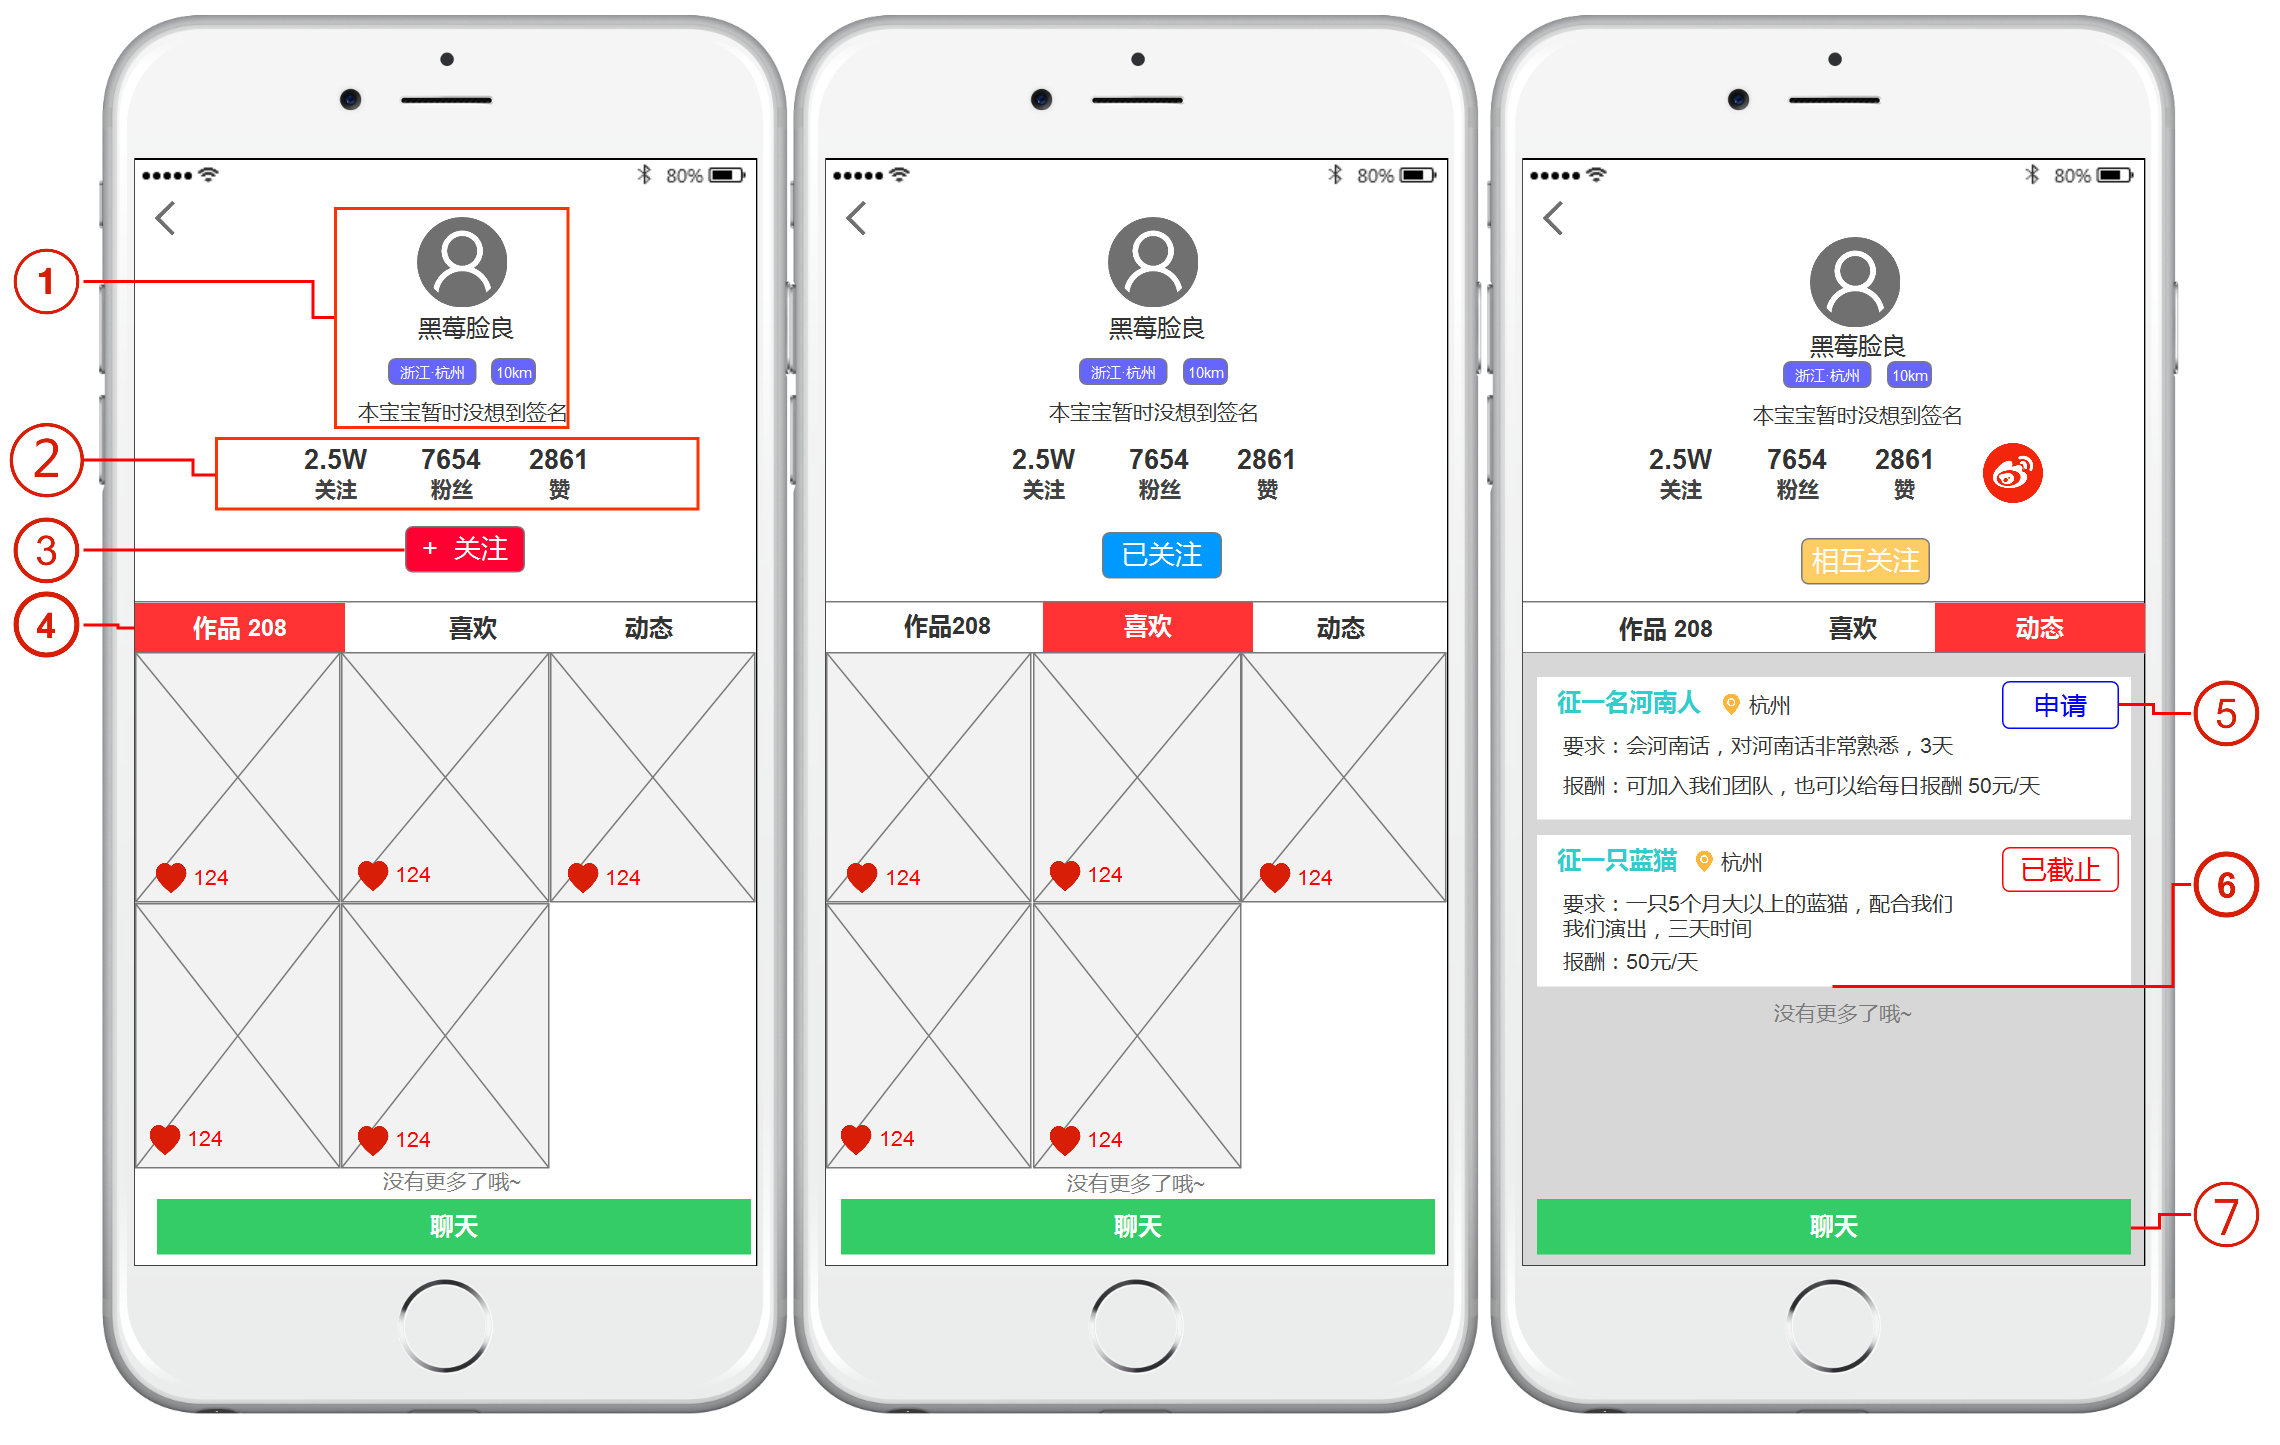 80%
黑莓脸良
浙江·杭州 10km
本宝宝暂时没想到签名
2.5W 7654 2861
关注 粉丝 赞
+ 关注
作品 208 喜欢 动态
124 124 124
124 124
没有更多了哦~
聊天
1
2
3
4
80%
黑莓脸良
浙江·杭州 10km
本宝宝暂时没想到签名
2.5W 7654 2861
关注 粉丝 赞
已关注
作品208 喜欢 动态
124 124 124
124 124
没有更多了哦~
聊天
80%
黑莓脸良
浙江·杭州 10km
本宝宝暂时没想到签名
2.5W 7654 2861
关注 粉丝 赞
相互关注
作品 208 喜欢 动态
征一名河南人 杭州 申请
要求：会河南话，对河南话非常熟悉，3天
报酬：可加入我们团队，也可以给每日报酬 50元/天
征一只蓝猫 杭州 已截止
要求：一只5个月大以上的蓝猫，配合我们
我们演出，三天时间
报酬：50元/天
没有更多了哦~
聊天
5
6
7